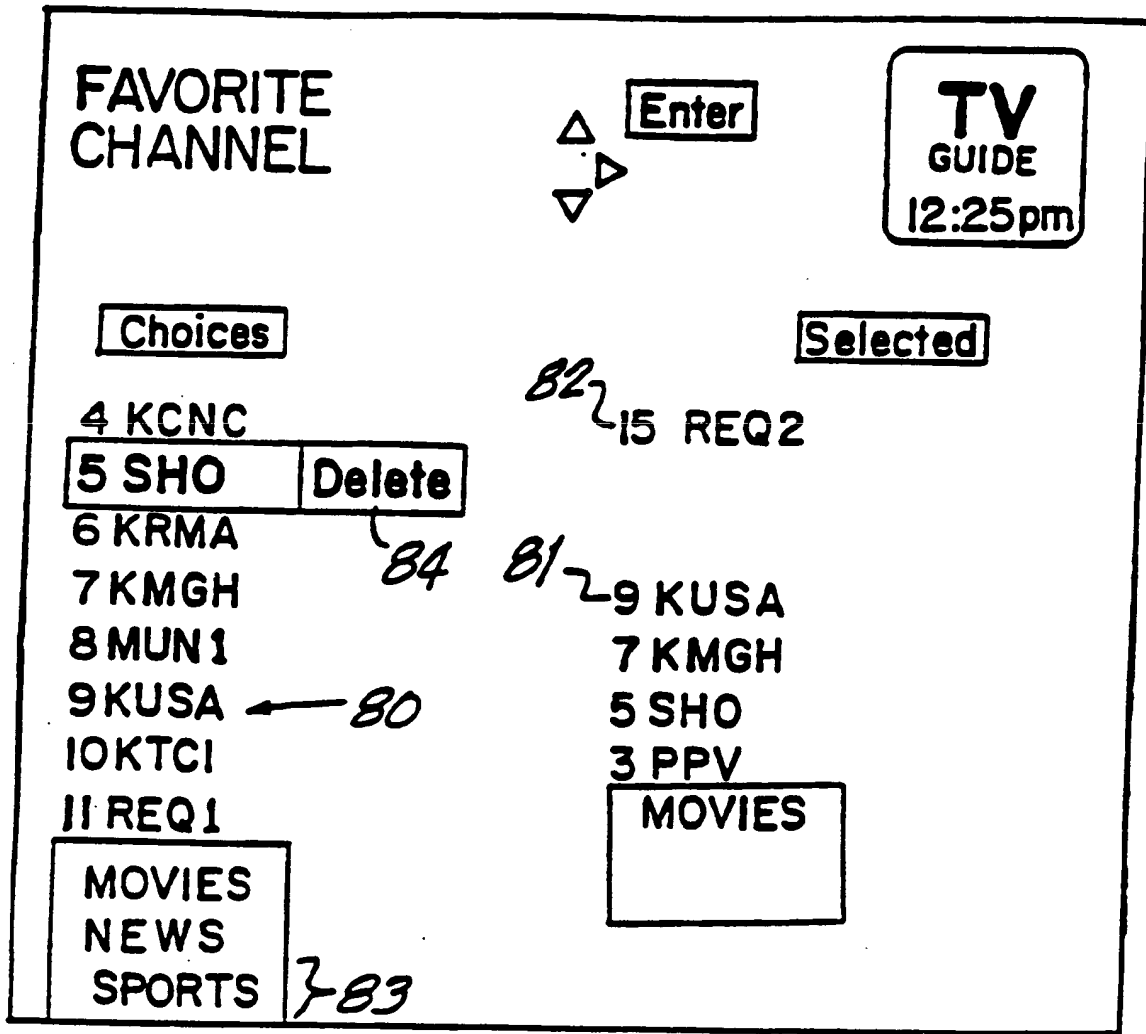 FAVORITE
CHANNEL
Enter
TV
GUIDE
12:25pm
Choices
Selected
4 KCNC
5 SHO Delete
6 KRMA
7 KMGH
8 MUN1
9 KUSA
10 KTCI
11 REQ1
MOVIES
NEWS
SPORTS
84
80
83
82
15 REQ2
81
9 KUSA
7 KMGH
5 SHO
3 PPV
MOVIES